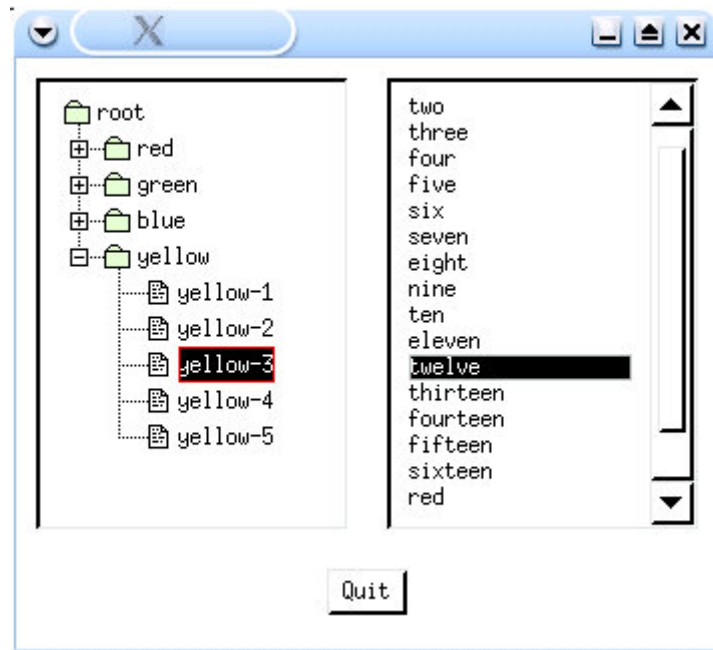 X
root
red
green
blue
yellow
yellow-1
yellow-2
yellow-3
yellow-4
yellow-5
two
three
four
five
six
seven
eight
nine
ten
eleven
twelve
thirteen
fourteen
fifteen
sixteen
red
Quit